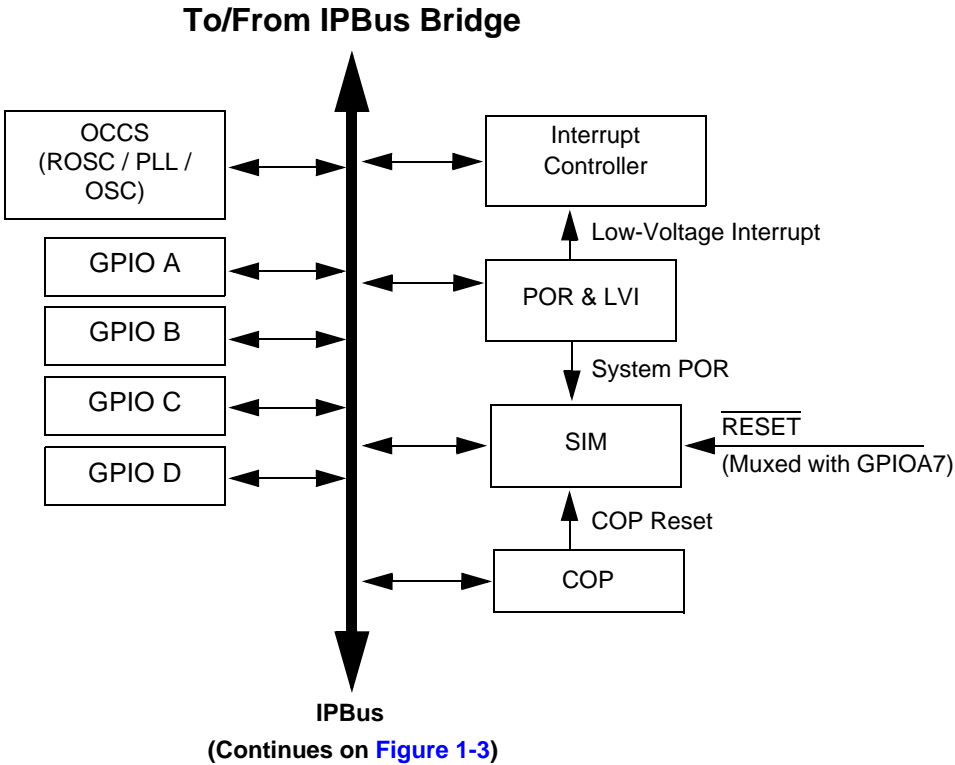 To/From IPBus Bridge
OCCS
(ROSC / PLL /
OSC)
GPIO A
GPIO B
GPIO C
GPIO D
Interrupt
Controller
Low-Voltage Interrupt
POR & LVI
System POR
SIM
RESET
(Muxed with GPIOA7)
COP Reset
COP
IPBus
(Continues on Figure 1-3)